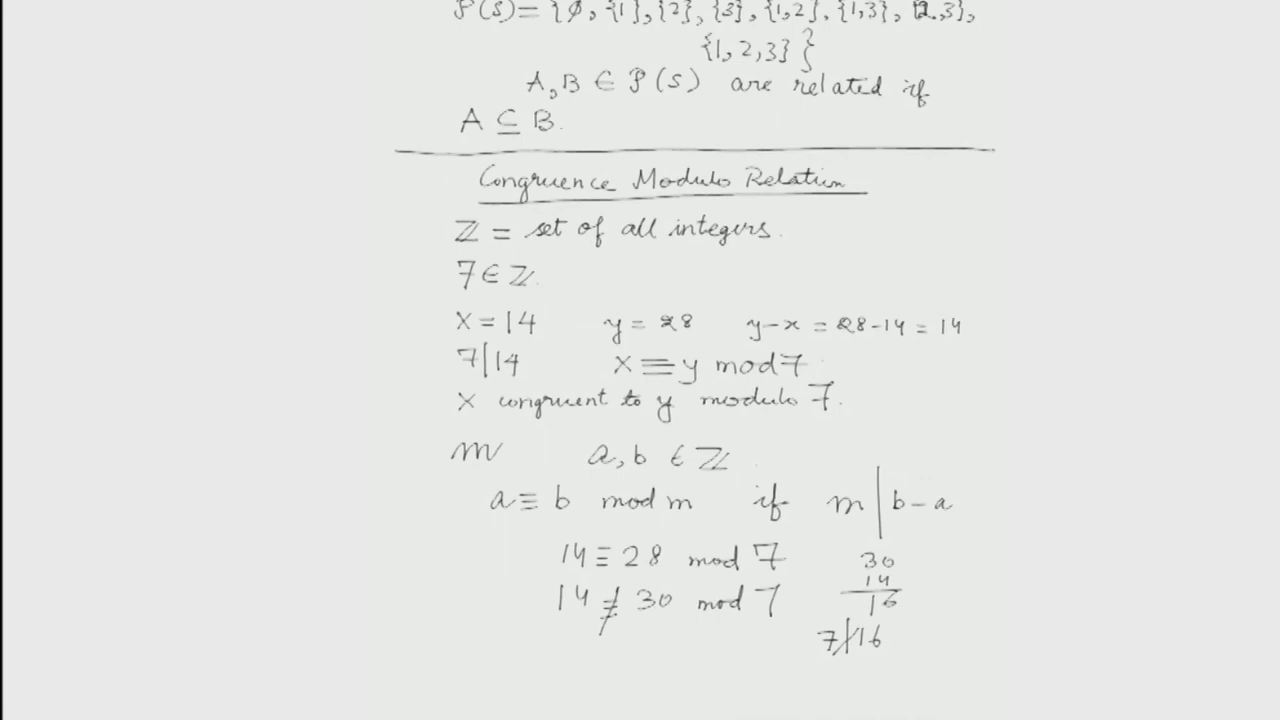 P(S) = {ϕ, {1}, {2}, {3}, {1,2}, {1,3}, {2,3},
{1,2,3}}
A, B ∈ P(S) are related if
A ⊆ B.
Congruence Modulo Relation
ℤ = set of all integers.
7 ∈ ℤ.
x = 14 y = 28 y-x = 28-14 = 14
7|14 x ≡ y mod 7
x congruent to y modulo 7.
m a, b ∈ ℤ
a ≡ b mod m if m | b-a
14 ≡ 28 mod 7 30
14
14 ≢ 30 mod 7 16
7∤16